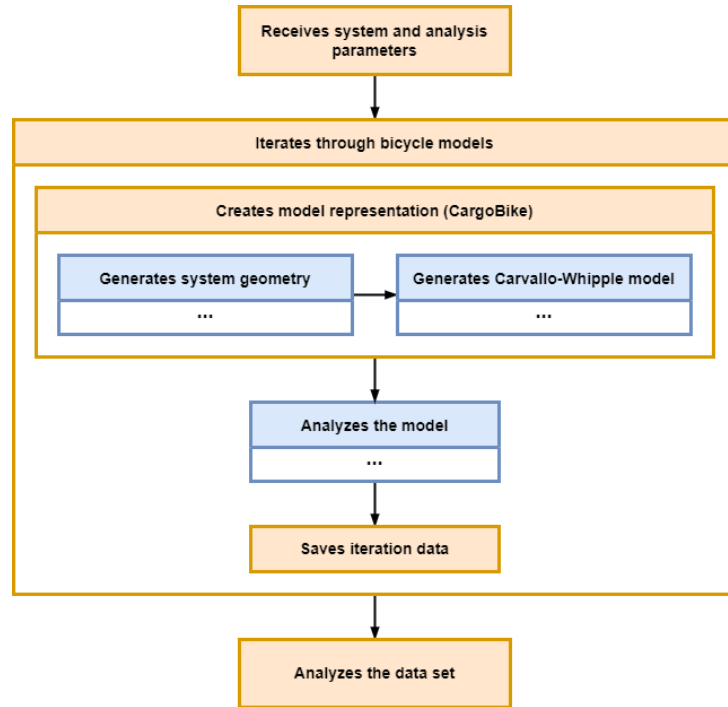 Receives system and analysis
parameters
Iterates through bicycle models
Creates model representation (CargoBike)
Generates system geometry
...
Generates Carvallo-Whipple model
...
Analyzes the model
...
Saves iteration data
Analyzes the data set